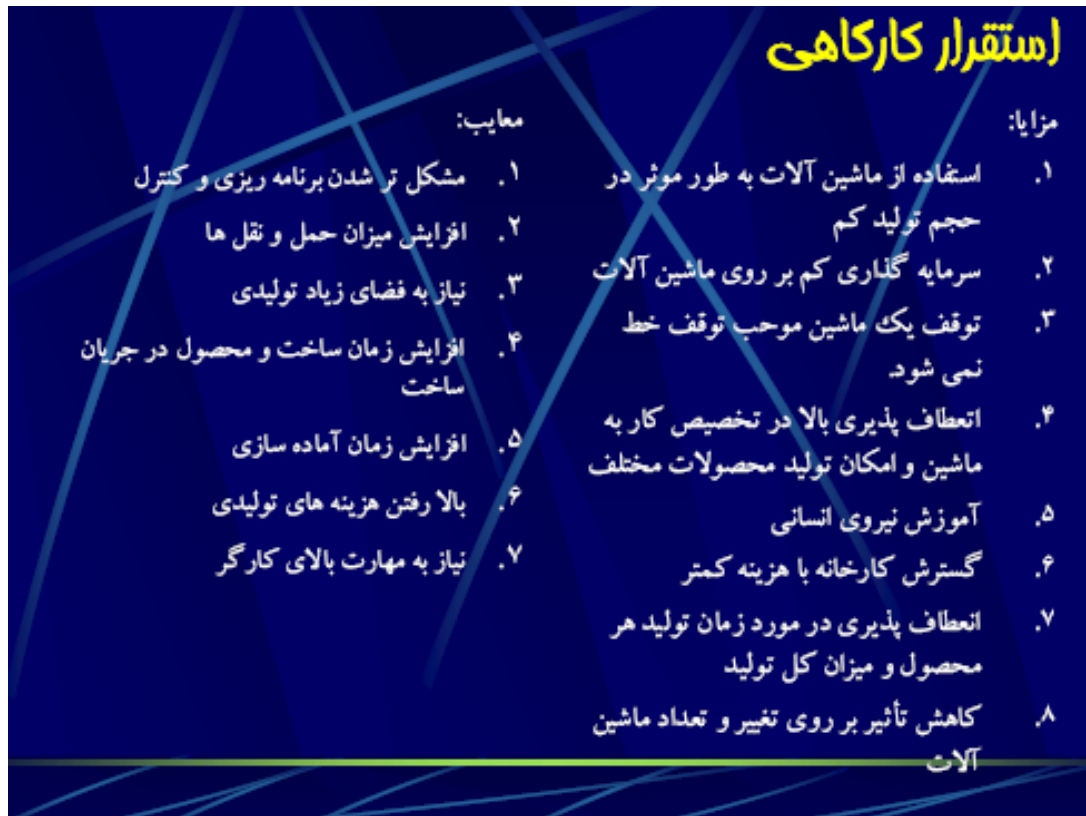 استقرار کارکاهی
مزایا:
۱. استفاده از ماشین آلات به طور موثر در
حجم تولید کم
۲. سرمایه گذاری کم بر روی ماشین آلات
۳. توقف یک ماشین موحب توقف خط
نمی شود.
۴. اتعطاف پذیری بالا در تخصیص کار به
ماشین و امکان تولید محصولات مختلف
۵. آموزش نیروی انسانی
۶. گسترش کارخانه با هزینه کمتر
۷. انعطاف پذیری در مورد زمان تولید هر
محصول و میزان کل تولید
۸. کاهش تأثیر بر روی تغییر و تعداد ماشین
آلات
معایب:
۱. مشکل تر شدن برنامه ریزی و کنترل
۲. افزایش میزان حمل و نقل ها
۳. نیاز به فضای زیاد تولیدی
۴. افزایش زمان ساخت و محصول در جریان
ساخت
۵. افزایش زمان آماده سازی
۶. بالا رفتن هزینه های تولیدی
۷. نیاز به مهارت بالای کارگر